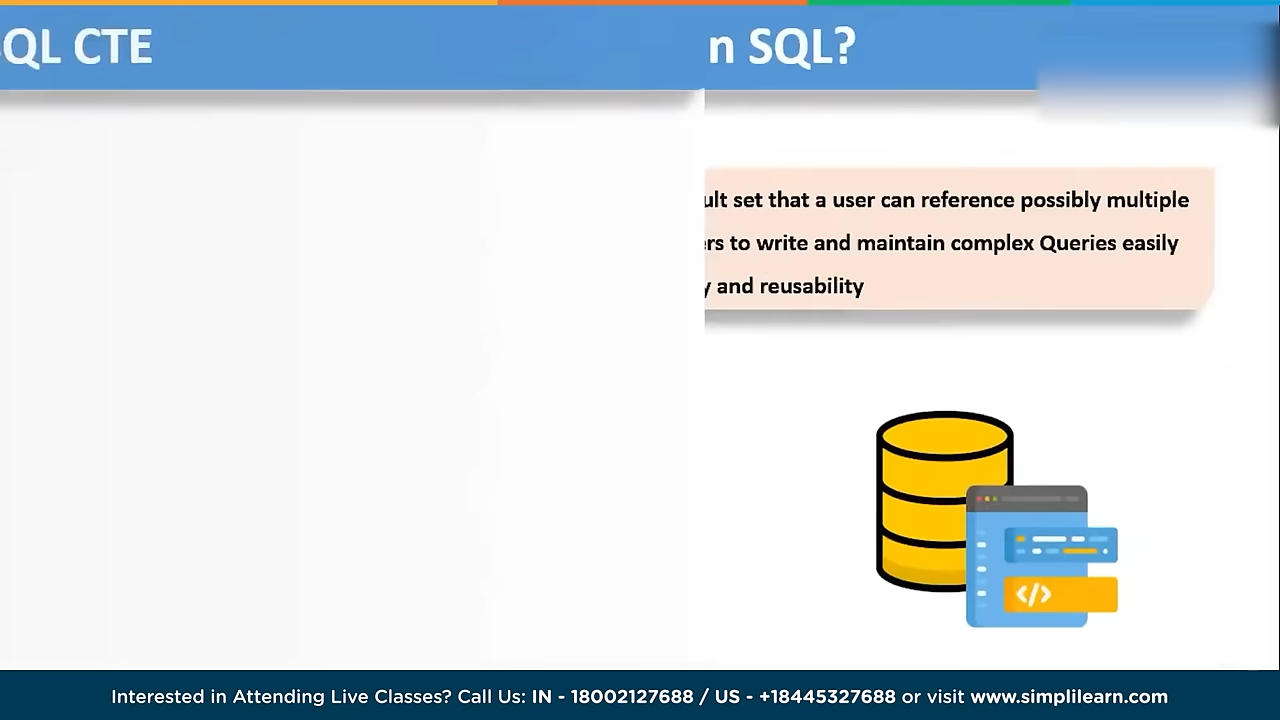 QL CTE
n SQL?
ult set that a user can reference possibly multiple
rs to write and maintain complex Queries easily
y and reusability
</>
Interested in Attending Live Classes? Call Us: IN - 18002127688 / US - +18445327688 or visit www.simplilearn.com